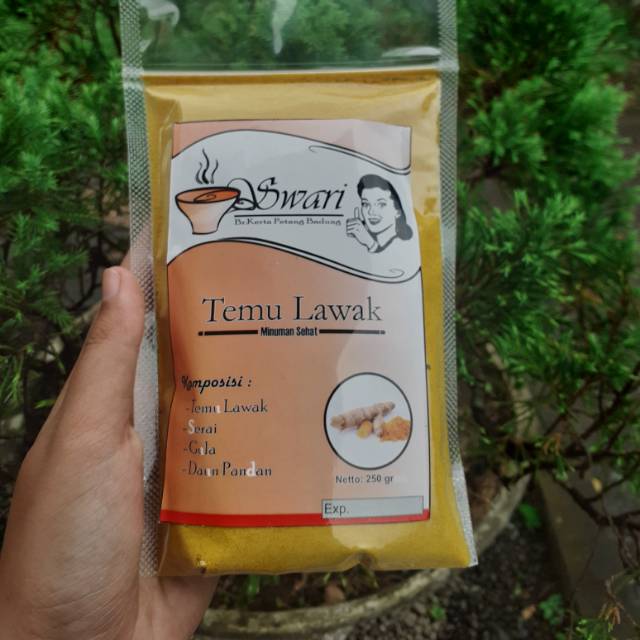 Swari
Br.Kerta Petang Badung
Temu Lawak
Minuman Sehat
Komposisi :
-Temu Lawak
-Serai
-Gula
-Daun Pandan
Netto: 250 gr
Exp.